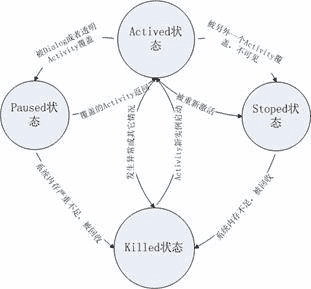 Actived状
态
被Dialog或者透明
Activity覆盖
被另外一个Activity覆
盖，不可见
Paused状
态
覆盖的Activity返回
被重新激活
Stoped状
态
发生异常或其它情况
Activity新实例启动
系统内存严重不足，被回收
系统内存不足，被回收
Killed状态